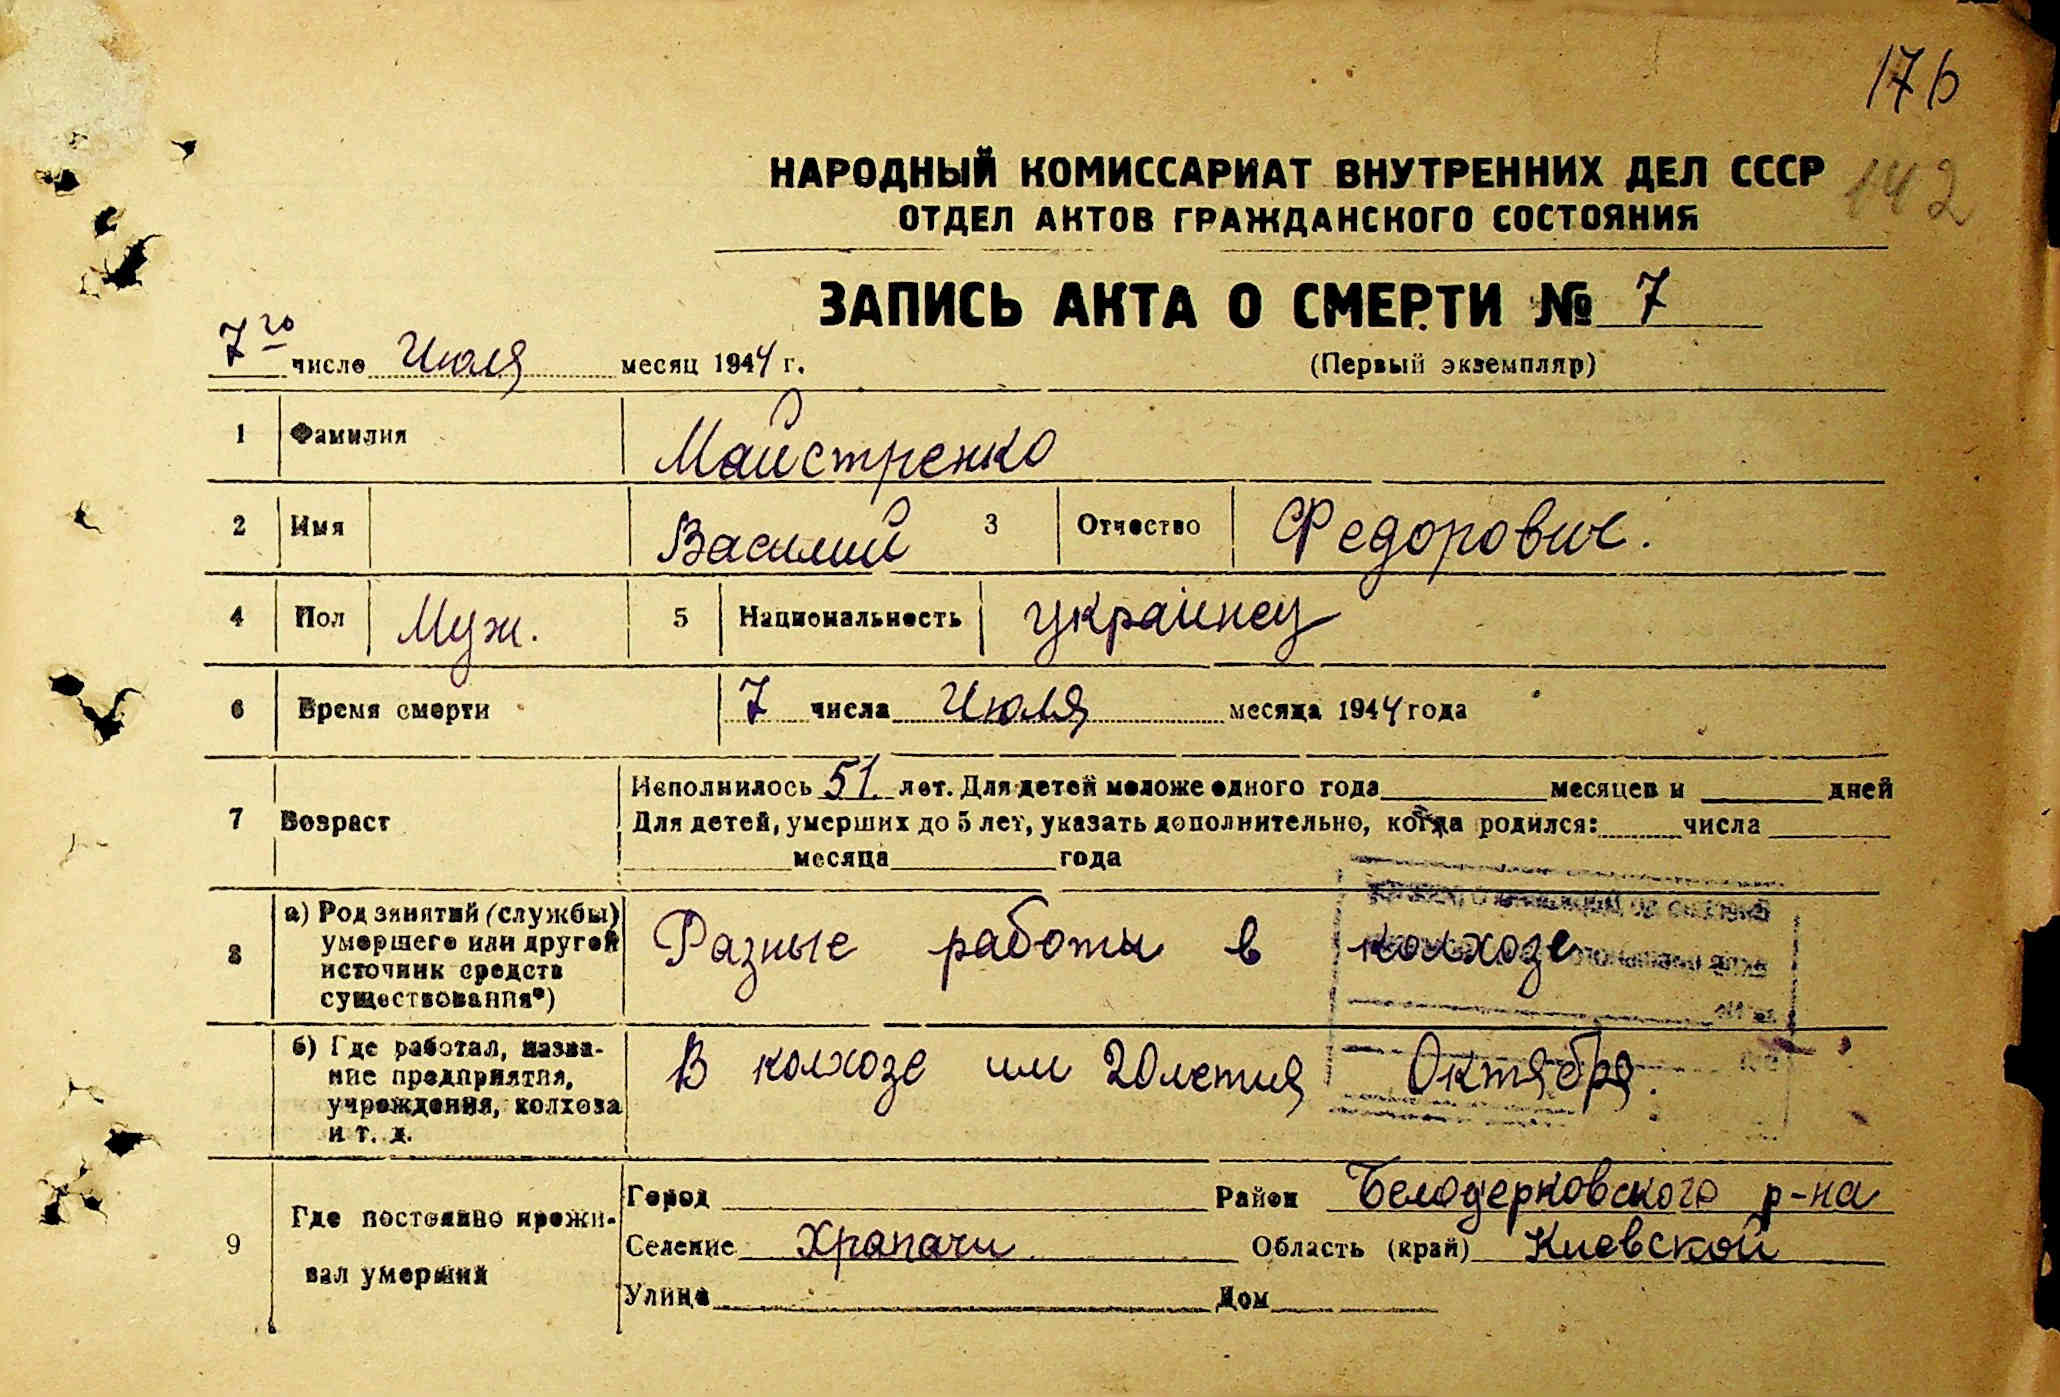 176
НАРОДНЫЙ КОМИССАРИАТ ВНУТРЕННИХ ДЕЛ СССР
142
ОТДЕЛ АКТОВ ГРАЖДАНСКОГО СОСТОЯНИЯ
ЗАПИСЬ АКТА О СМЕРТИ № 7
7го число Июля месяц 1944 г.
(Первый экземпляр)
1 Фамилия Майстренко
2 Имя Василий 3 Отчество Федорович.
4 Пол Муж. 5 Национальность украинец
6 Время смерти 7 числа Июля месяца 1944 года
Исполнилось 51 лет. Для детей моложе одного года месяцев и дней
7 Возраст Для детей, умерших до 5 лет, указать дополнительно, когда родился: числа
месяца года
8 а) Род занятий (службы) умершего или другой источник средств существования*) Разные работы в колхозе
б) Где работал, название предприятия, учреждения, колхоза и т. д. В колхозе им 20летия Октября.
9 Где постоянно проживал умерший
Город Район Белоцерковского р-на
Селение Храпачи Область (край) Киевской
Улица Дом